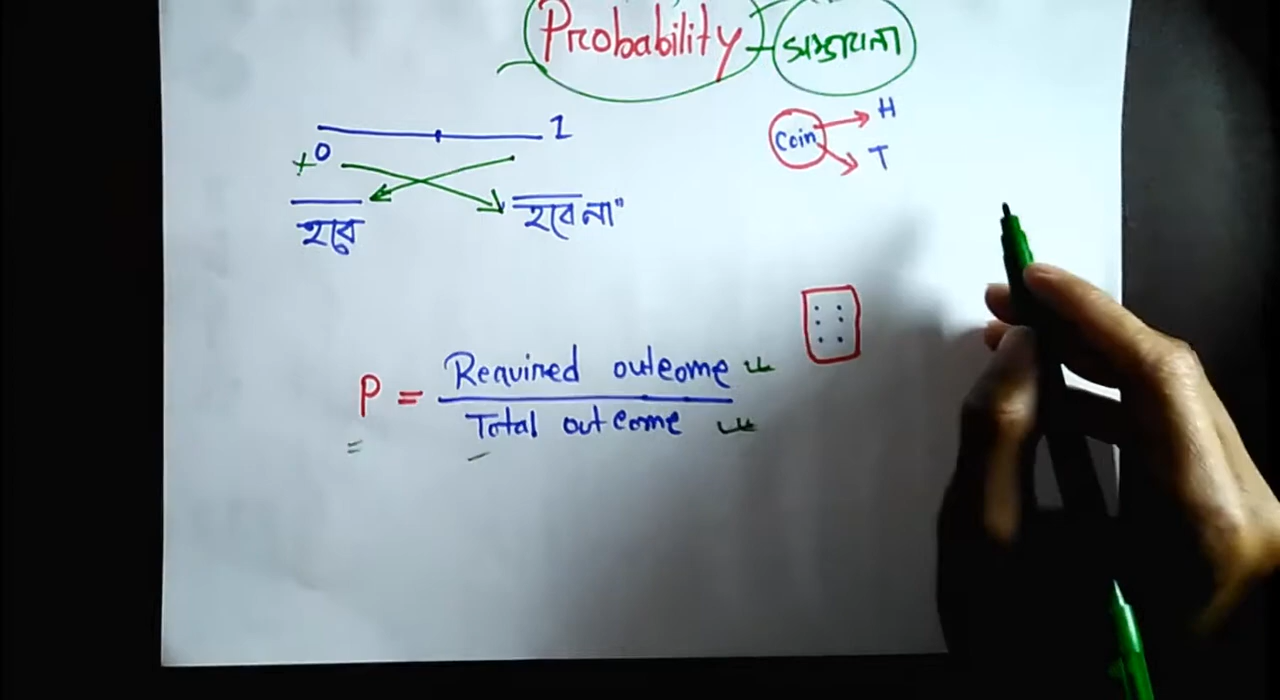 Probability সম্ভাবনা
0 1
Coin H
T
হবে হবে না"
P = Required outcome
Total outcome